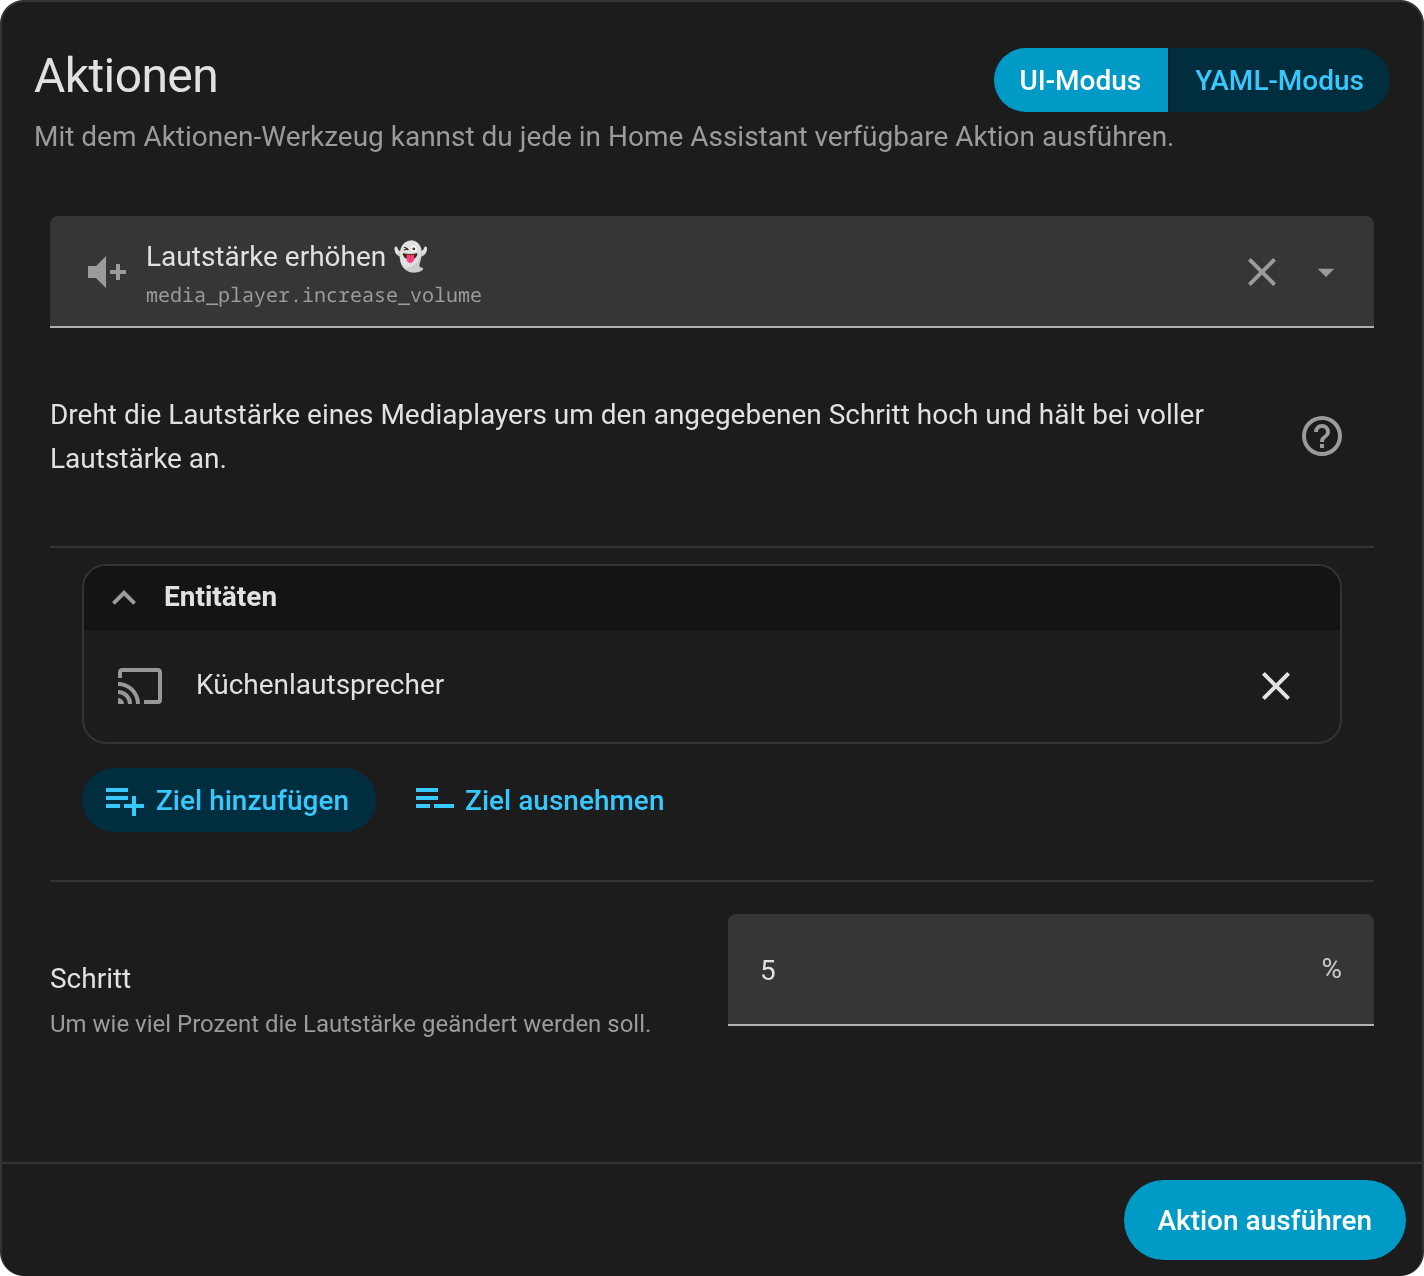 Aktionen
UI-Modus
YAML-Modus
Mit dem Aktionen-Werkzeug kannst du jede in Home Assistant verfügbare Aktion ausführen.
Lautstärke erhöhen 👻
media_player.increase_volume
Dreht die Lautstärke eines Mediaplayers um den angegebenen Schritt hoch und hält bei voller
Lautstärke an.
Entitäten
Küchenlautsprecher
Ziel hinzufügen
Ziel ausnehmen
Schritt
Um wie viel Prozent die Lautstärke geändert werden soll.
5 %
Aktion ausführen